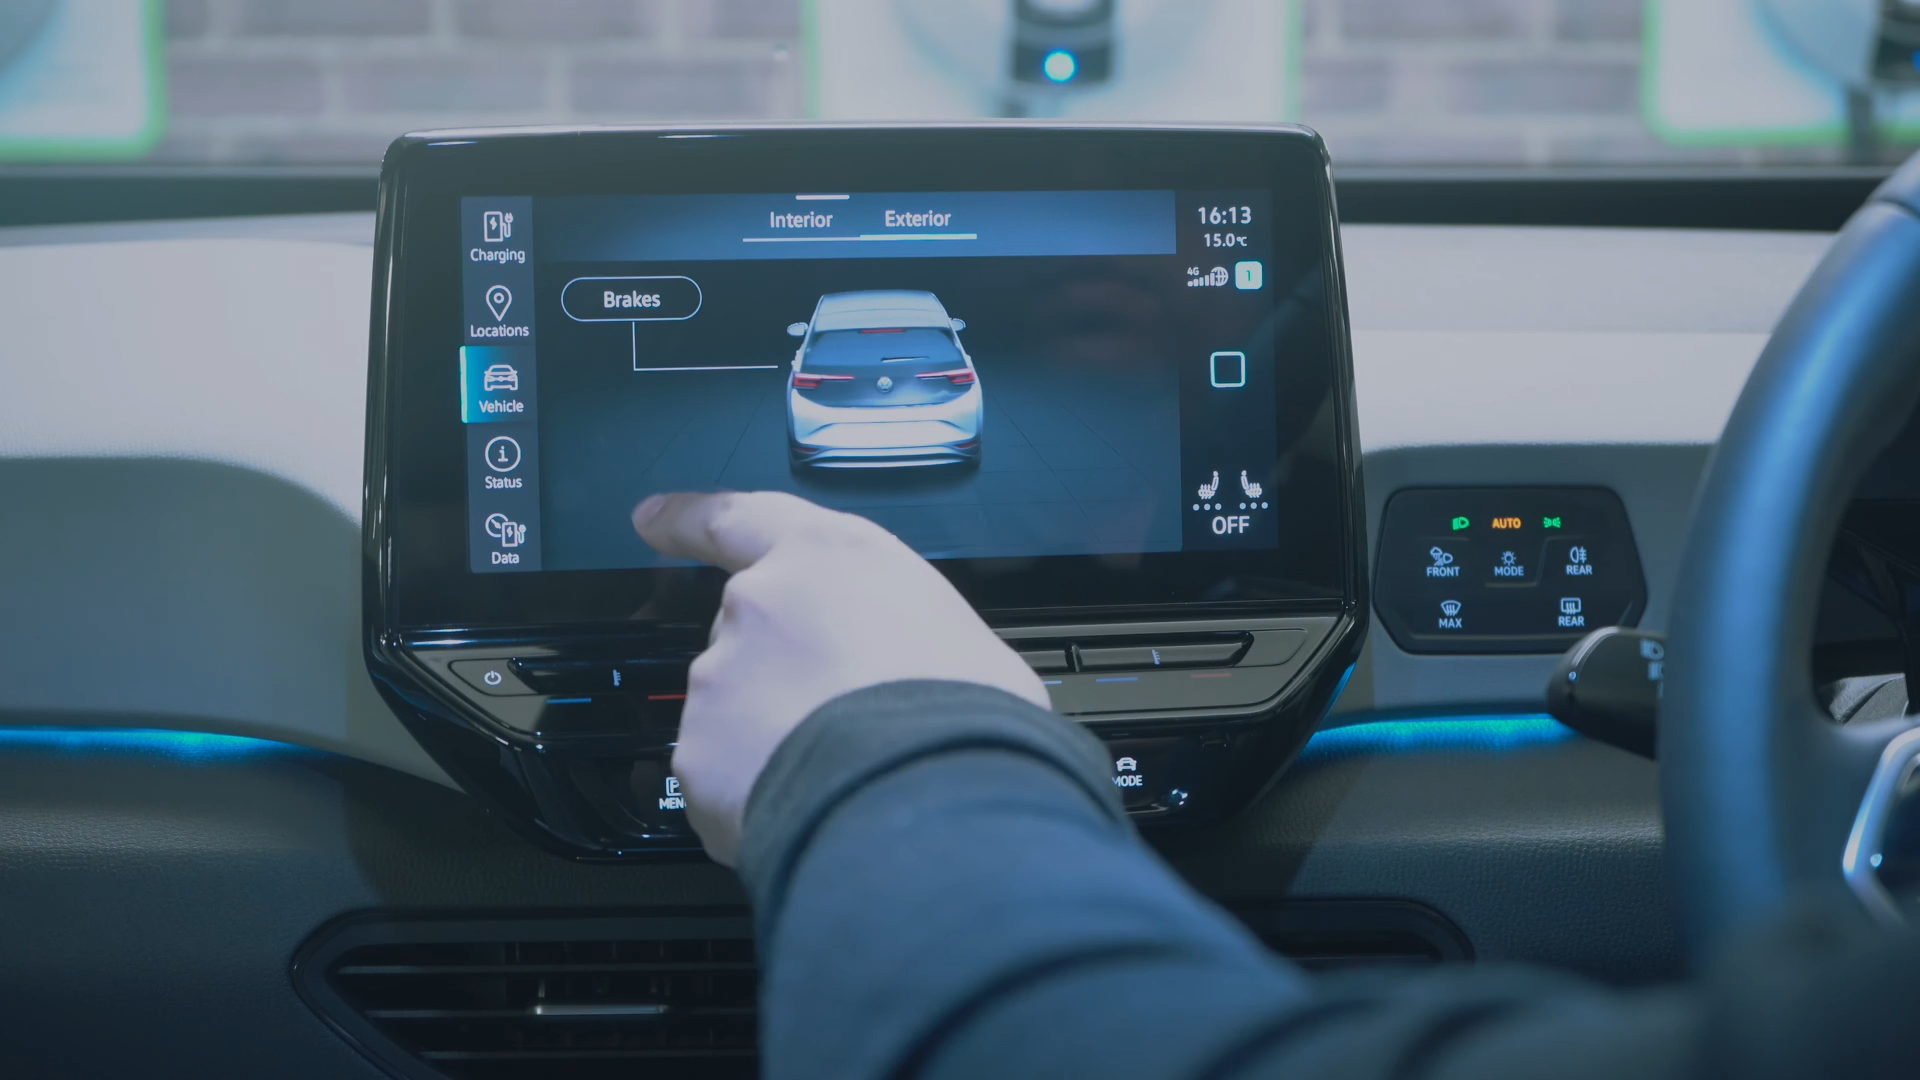 Interior
Exterior
16:13
15.0°C
4G
1
Charging
Brakes
Locations
Vehicle
Status
Data
OFF
AUTO
FRONT
MODE
REAR
MAX
REAR
MODE